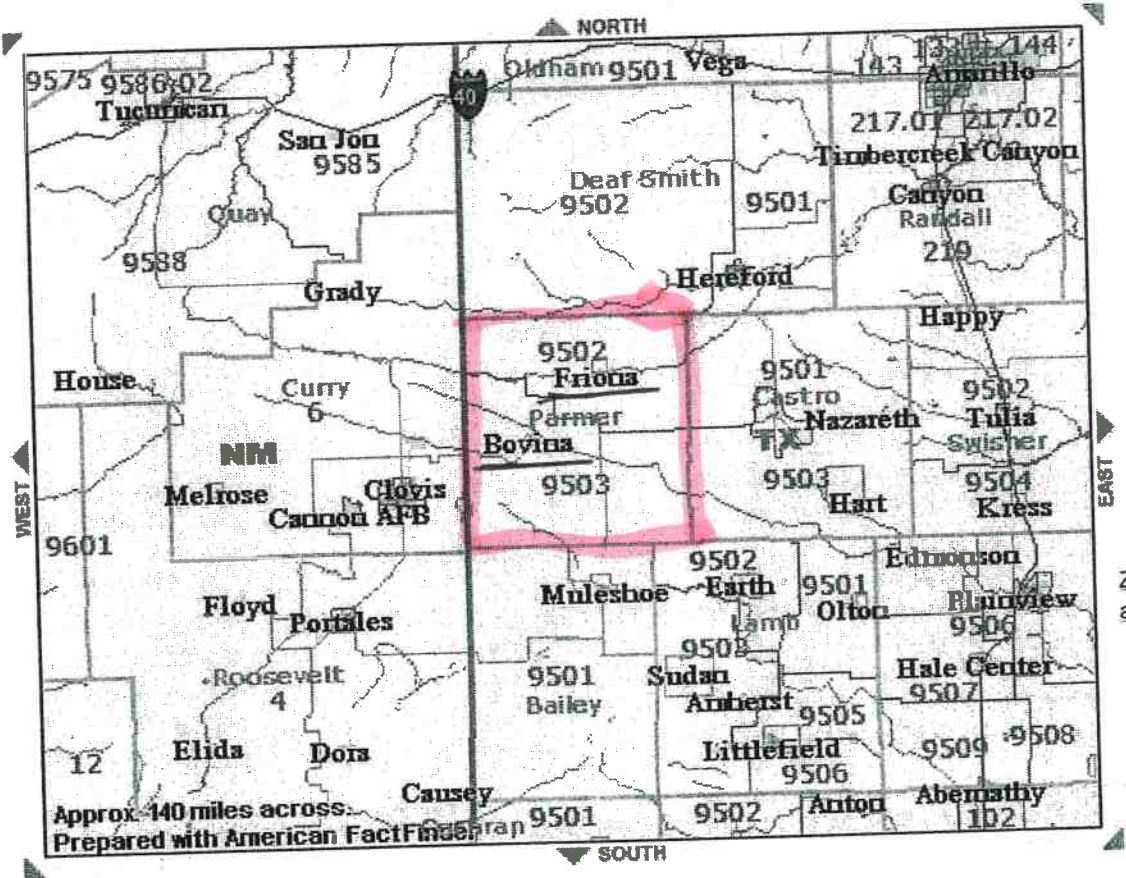 NORTH
Oldham 9501 Vega
143 144
9575 9586.02
Tucumcari
40
Amarillo
217.01 217.02
San Jon
9585
Timbercreek Canyon
Deaf Smith
9502
9501
Canyon
Randall
219
Quay
9588
Hereford
Grady
Happy
9502
Friona
9501
Castro
House
Curry
6
9502
Tulia
Swisher
Parmer
Nazareth
TX
Bovina
NM
9503
9503
9504
Melrose
Clovis
Cannon AFB
Hart
Kress
WEST
EAST
9601
9502
Edmonson
Muleshoe
Earth
9501
Olton
Plainview
9506
Floyd
Portales
Lamb
9503
Roosevelt
4
9501
Bailey
Sudan
Hale Center
9507
Amherst
9505
Elida
Dora
Littlefield
9506
9509
9508
12
Causey
Approx. 140 miles across.
Prepared with American FactFinder
9501
9502
Anton
Abernathy
102
SOUTH